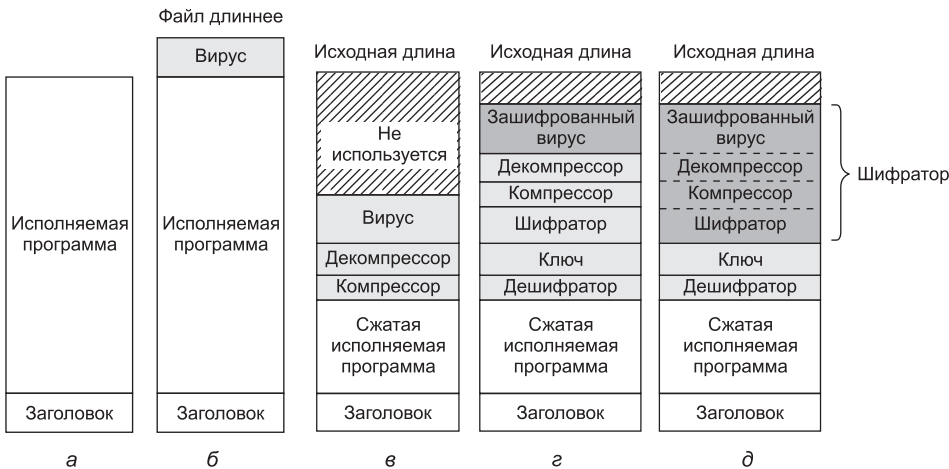 Исполняемая
программа
Заголовок
а
Файл длиннее
Вирус
Исполняемая
программа
Заголовок
б
Исходная длина
Не
используется
Вирус
Декомпрессор
Компрессор
Сжатая
исполняемая
программа
Заголовок
в
Исходная длина
Зашифрованный
вирус
Декомпрессор
Компрессор
Шифратор
Ключ
Дешифратор
Сжатая
исполняемая
программа
Заголовок
г
Исходная длина
Зашифрованный
вирус
Декомпрессор
Компрессор
Шифратор
Ключ
Дешифратор
Сжатая
исполняемая
программа
Заголовок
д
Шифратор